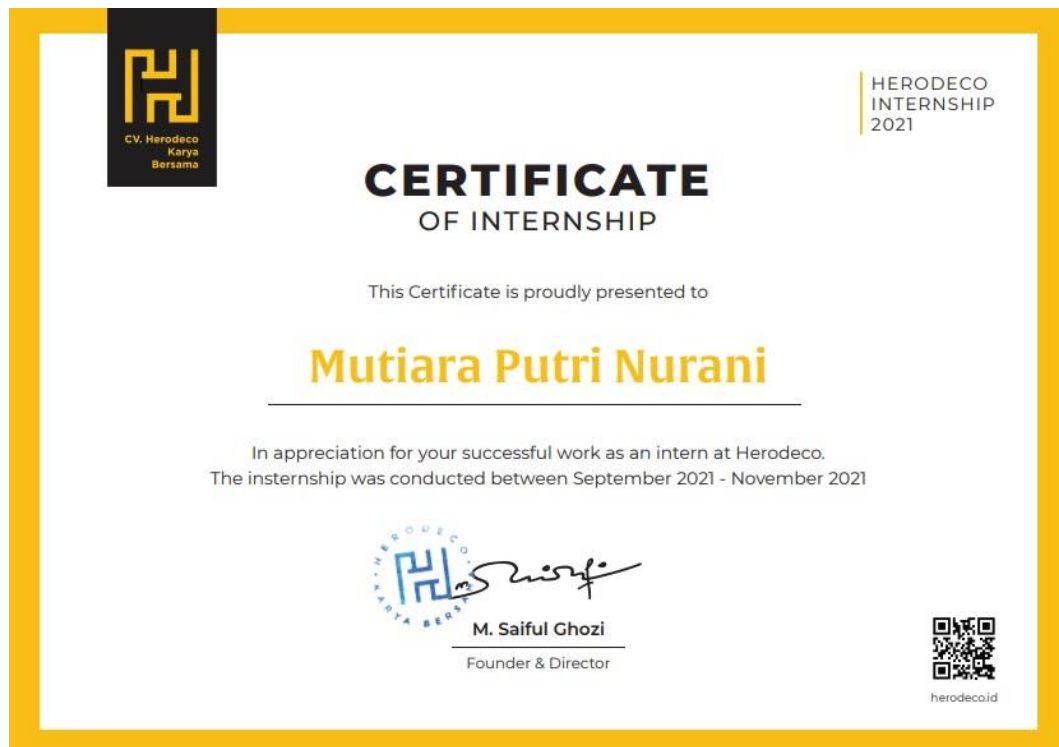 CV. Herodeco
Karya
Bersama
HERODECO
INTERNSHIP
2021
CERTIFICATE
OF INTERNSHIP
This Certificate is proudly presented to
Mutiara Putri Nurani
In appreciation for your successful work as an intern at Herodeco.
The insternship was conducted between September 2021 - November 2021
HERODECO
KARYA BERSAMA
M. Saiful Ghozi
Founder & Director
herodeco.id